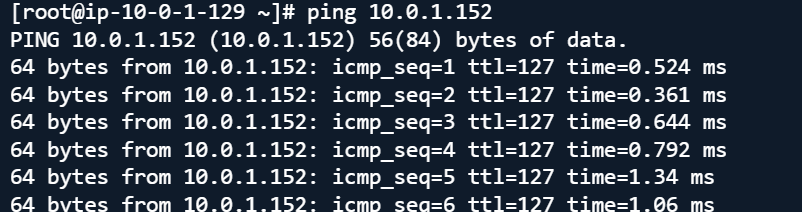 [root@ip-10-0-1-129 ~]# ping 10.0.1.152
PING 10.0.1.152 (10.0.1.152) 56(84) bytes of data.
64 bytes from 10.0.1.152: icmp_seq=1 ttl=127 time=0.524 ms
64 bytes from 10.0.1.152: icmp_seq=2 ttl=127 time=0.361 ms
64 bytes from 10.0.1.152: icmp_seq=3 ttl=127 time=0.644 ms
64 bytes from 10.0.1.152: icmp_seq=4 ttl=127 time=0.792 ms
64 bytes from 10.0.1.152: icmp_seq=5 ttl=127 time=1.34 ms
64 bytes from 10.0.1.152: icmp_seq=6 ttl=127 time=1.06 ms